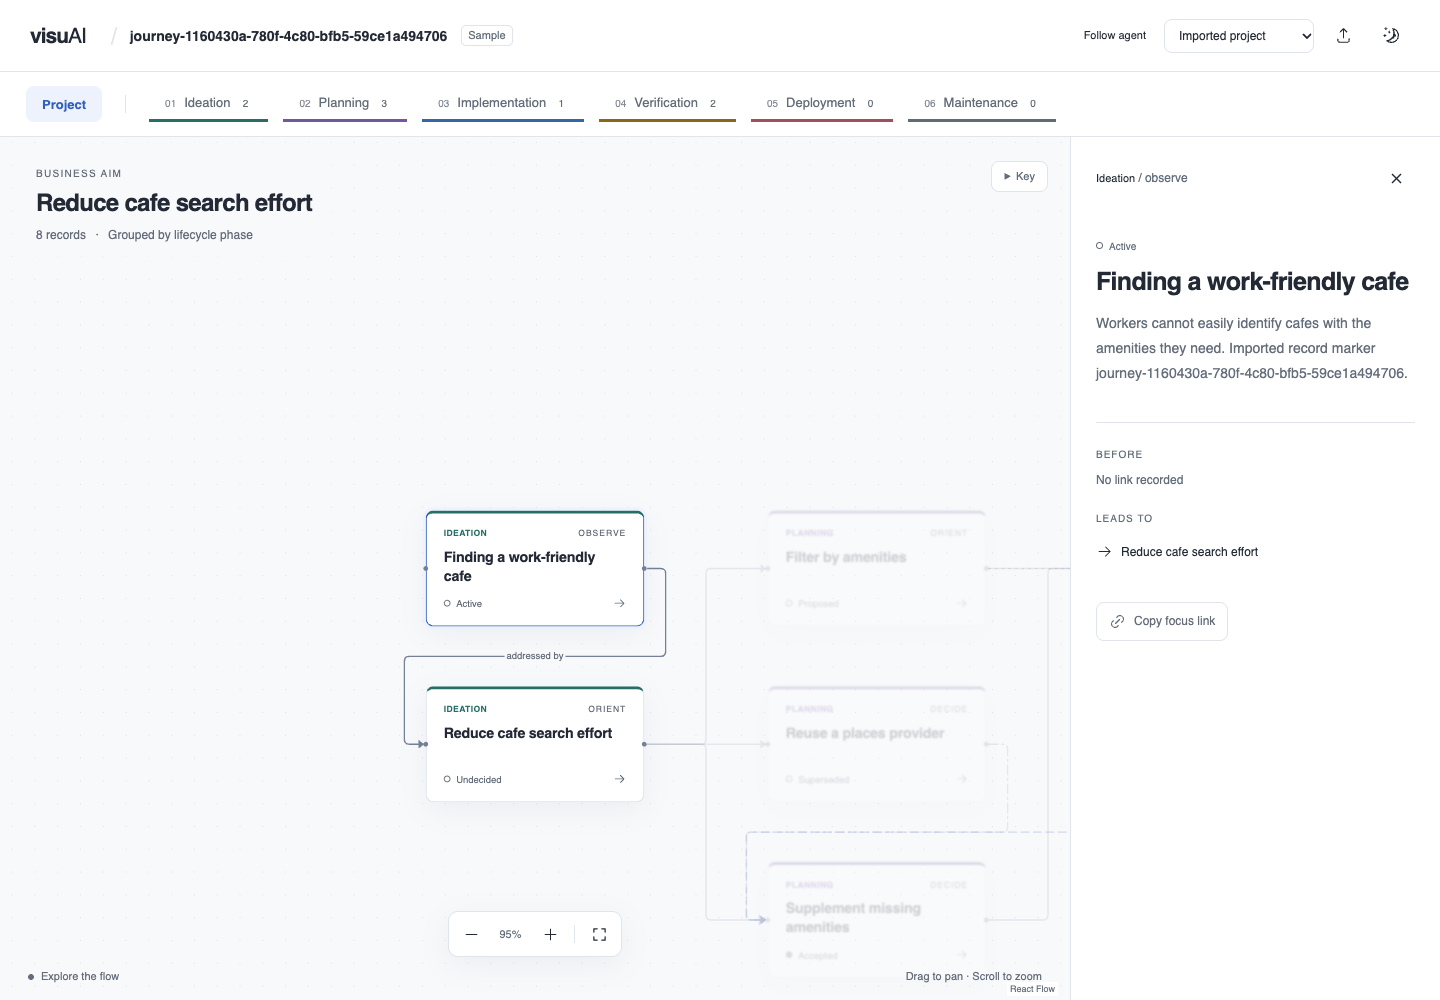 visuAI / journey-1160430a-780f-4c80-bfb5-59ce1a494706 Sample
Follow agent Imported project
Project
01 Ideation 2
02 Planning 3
03 Implementation 1
04 Verification 2
05 Deployment 0
06 Maintenance 0
BUSINESS AIM
Reduce cafe search effort
8 records · Grouped by lifecycle phase
Key
IDEATION OBSERVE
Finding a work-friendly
cafe
Active
addressed by
IDEATION ORIENT
Reduce cafe search effort
Undecided
PLANNING ORIENT
Filter by amenities
Proposed
PLANNING DECIDE
Reuse a places provider
Superseded
PLANNING DECIDE
Supplement missing
amenities
Accepted
95%
Explore the flow
Drag to pan · Scroll to zoom
React Flow
Ideation / observe
Active
Finding a work-friendly cafe
Workers cannot easily identify cafes with the
amenities they need. Imported record marker
journey-1160430a-780f-4c80-bfb5-59ce1a494706.
BEFORE
No link recorded
LEADS TO
Reduce cafe search effort
Copy focus link